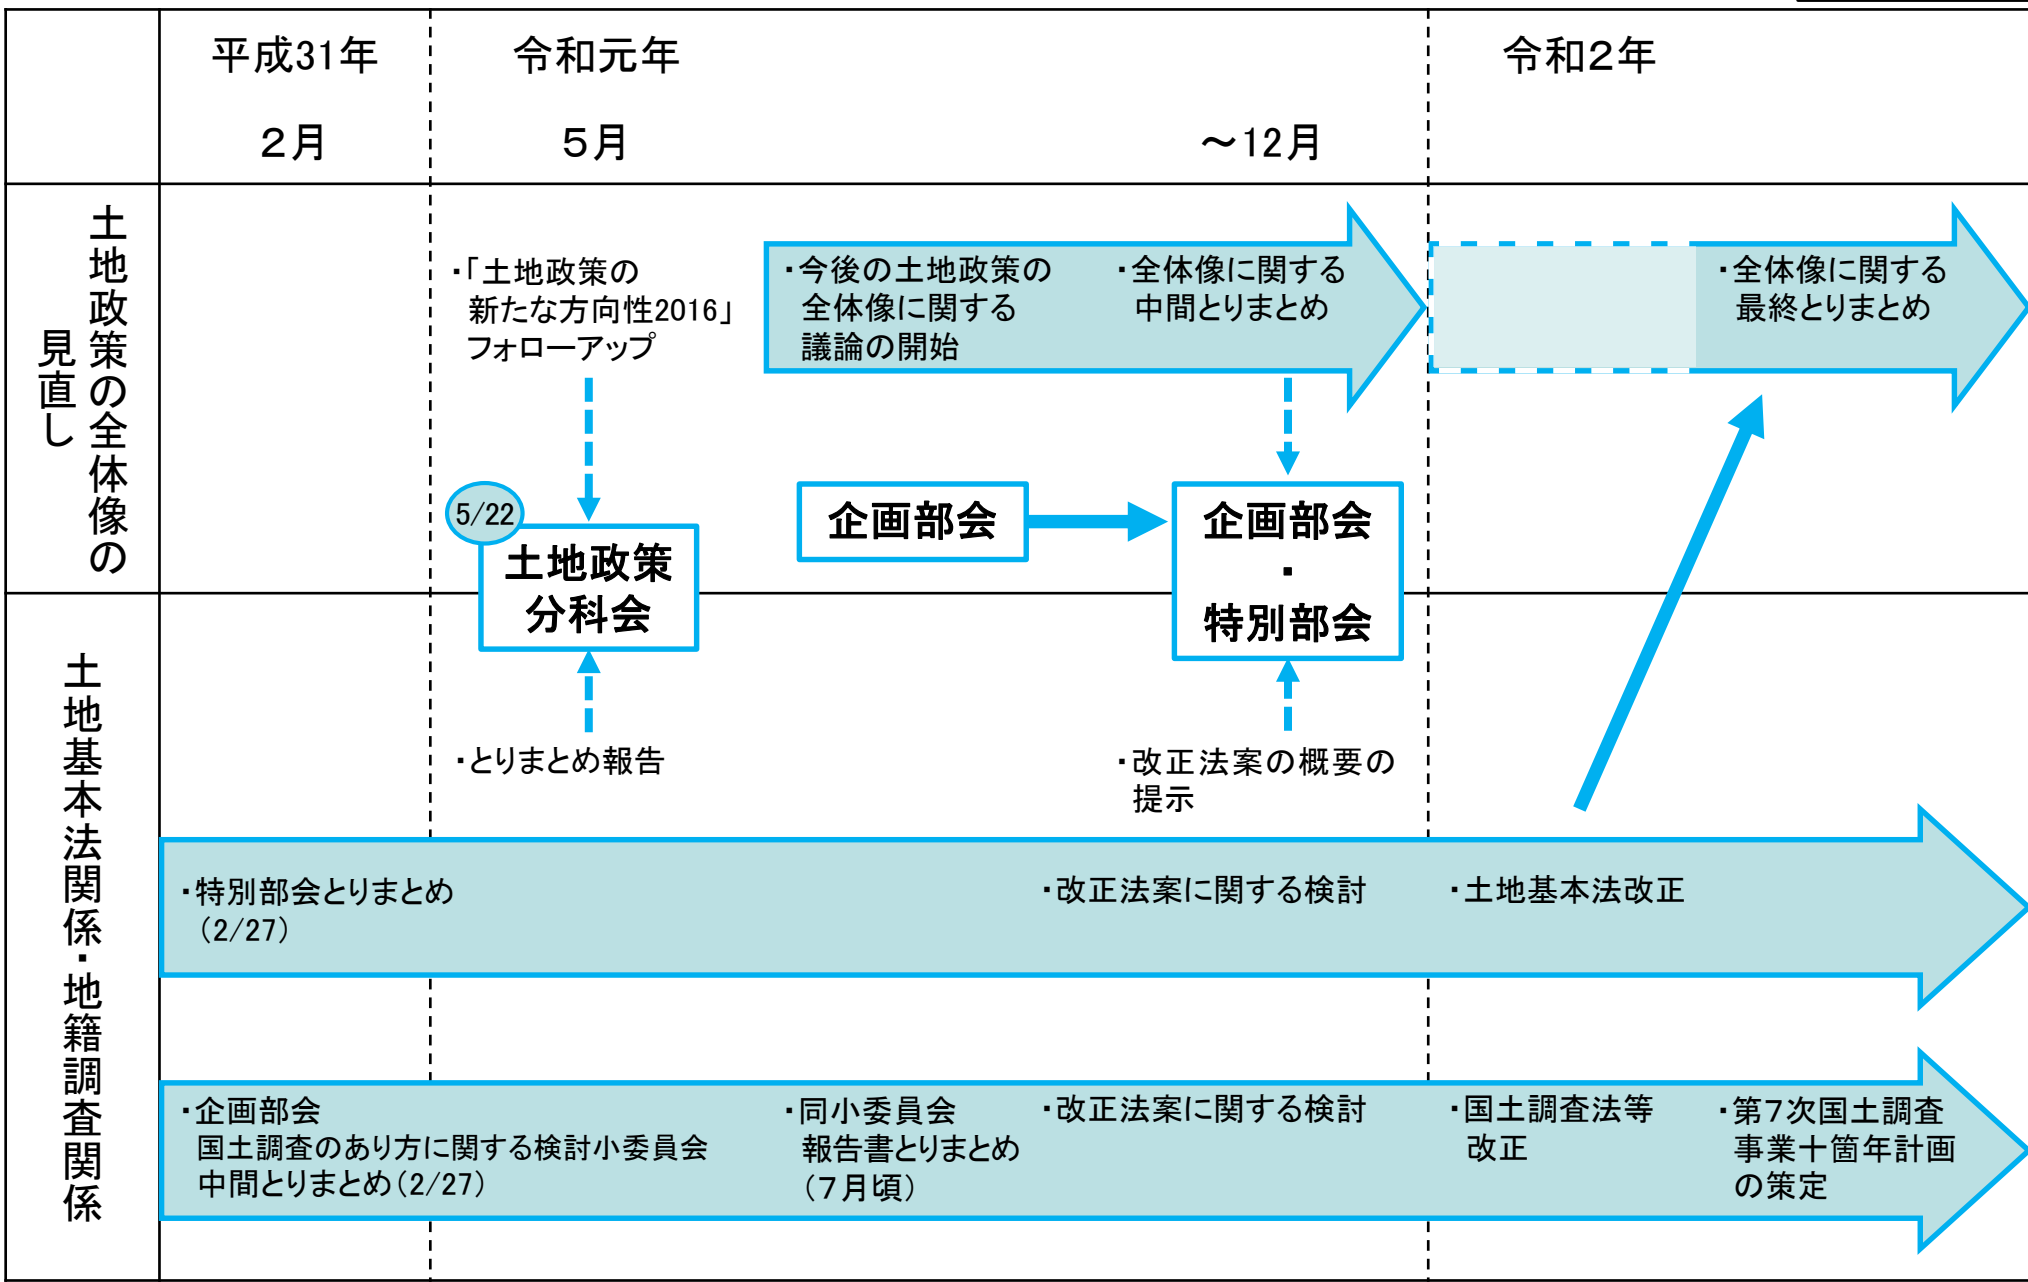 平成31年
令和元年
令和２年
２月
５月
～12月
土地政策の全体像の
見直し
・「土地政策の
新たな方向性2016」
フォローアップ
・今後の土地政策の
全体像に関する
議論の開始
・全体像に関する
中間とりまとめ
・全体像に関する
最終とりまとめ
5/22
土地政策
分科会
企画部会
企画部会
・
特別部会
土地基本法関係・地籍調査関係
・とりまとめ報告
・改正法案の概要の
提示
・特別部会とりまとめ
（2/27）
・改正法案に関する検討
・土地基本法改正
・企画部会
国土調査のあり方に関する検討小委員会
中間とりまとめ（2/27）
・同小委員会
報告書とりまとめ
（７月頃）
・改正法案に関する検討
・国土調査法等
改正
・第７次国土調査
事業十箇年計画
の策定